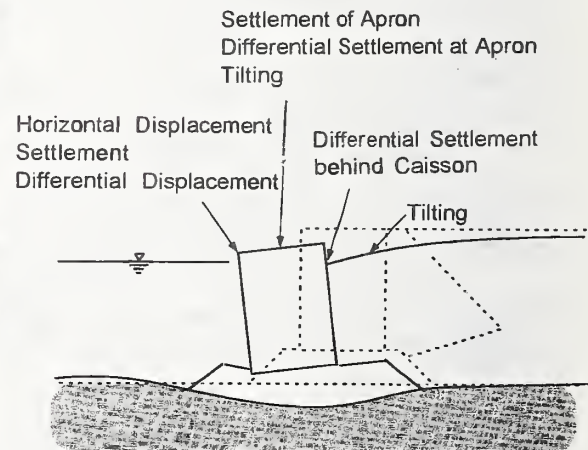 Settlement of Apron
Differential Settlement at Apron
Tilting
Horizontal Displacement
Settlement
Differential Displacement
Differential Settlement
behind Caisson
Tilting